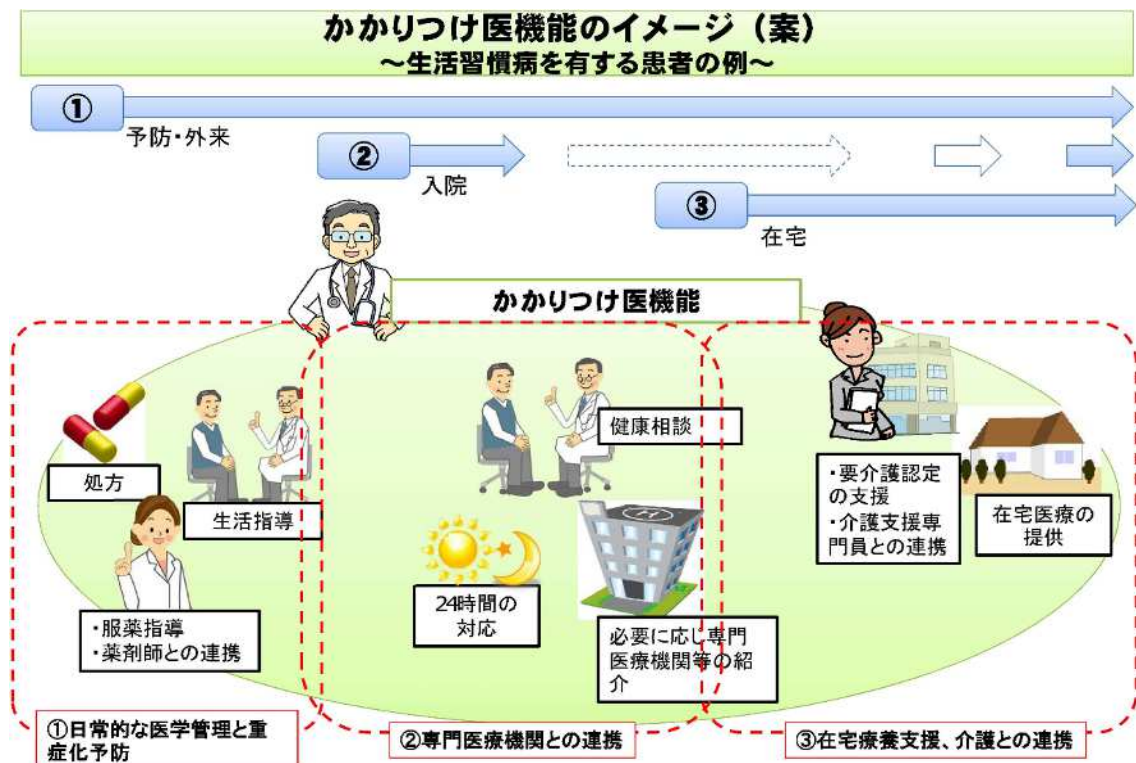 かかりつけ医機能のイメージ（案）
～生活習慣病を有する患者の例～
①
予防・外来
②
入院
③
在宅
かかりつけ医機能
処方
生活指導
・服薬指導
・薬剤師との連携
健康相談
24時間の
対応
必要に応じ専門
医療機関等の紹
介
・要介護認定
の支援
・介護支援専
門員との連携
在宅医療の
提供
①日常的な医学管理と重
症化予防
②専門医療機関との連携
③在宅療養支援、介護との連携